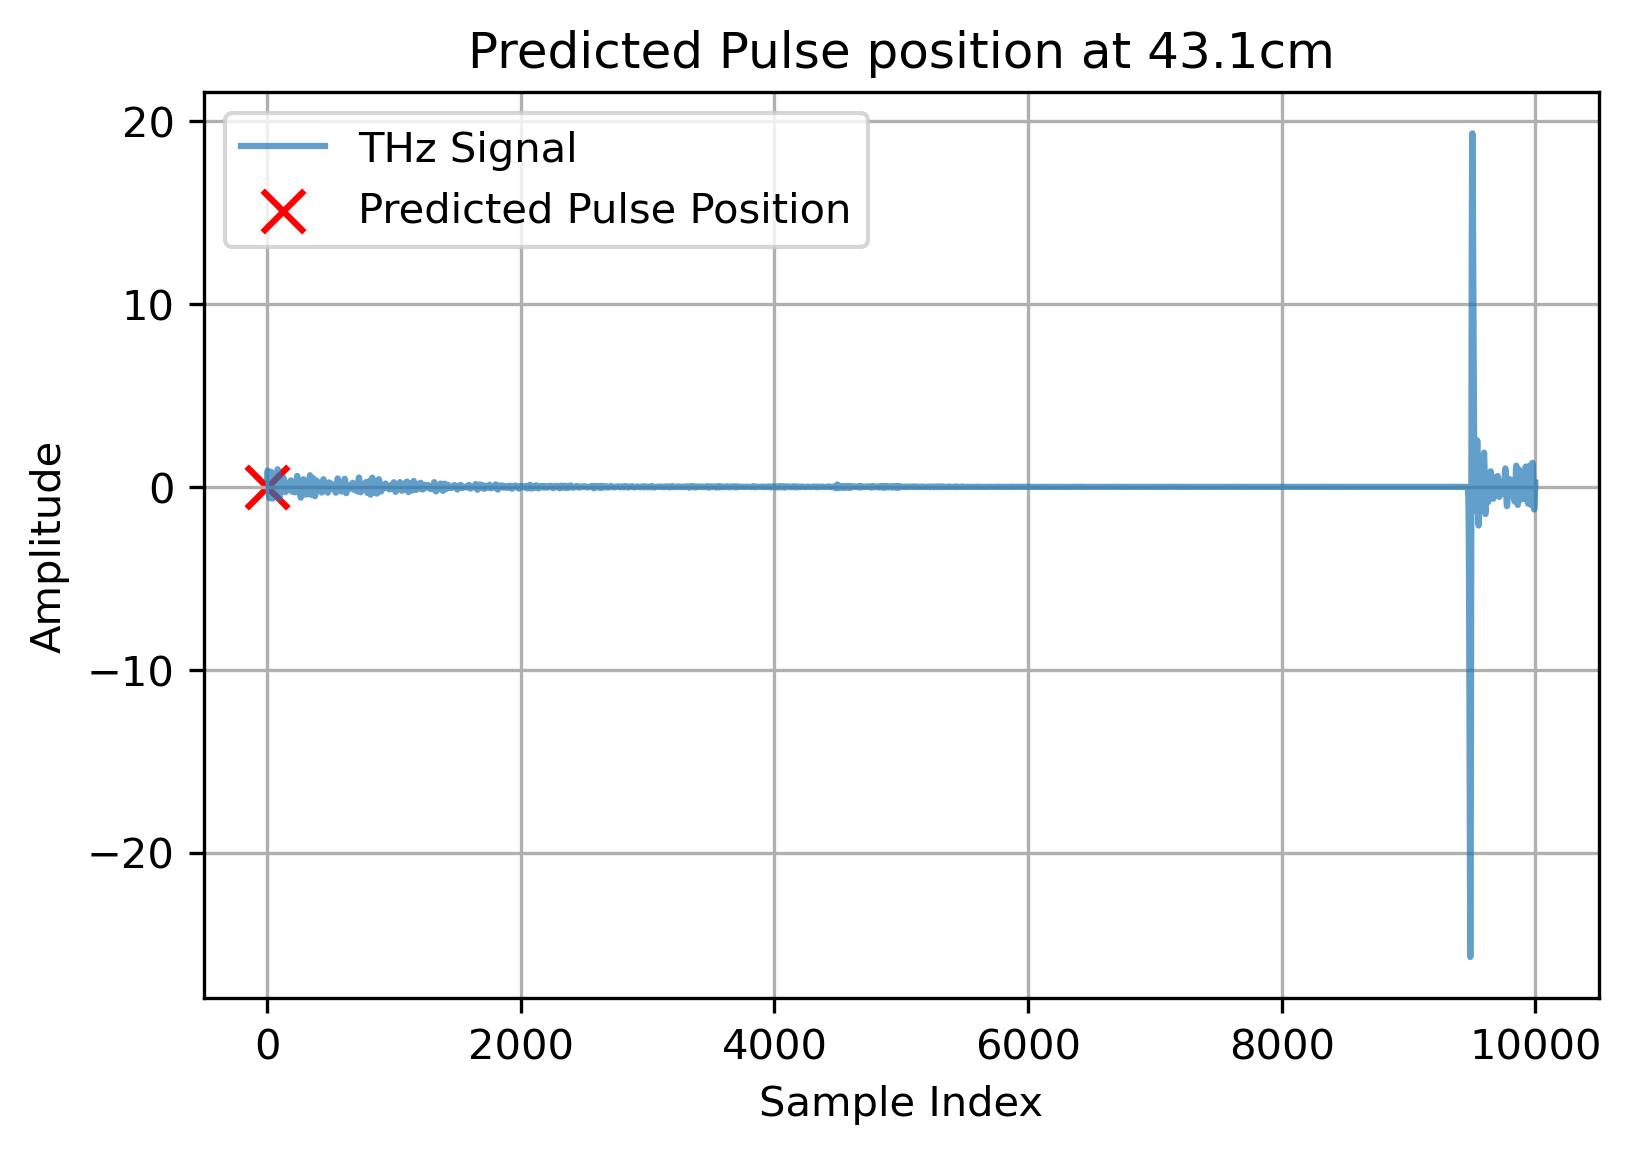 Predicted Pulse position at 43.1cm
THz Signal
Predicted Pulse Position
20
10
0
−10
−20
Amplitude
0 2000 4000 6000 8000 10000
Sample Index